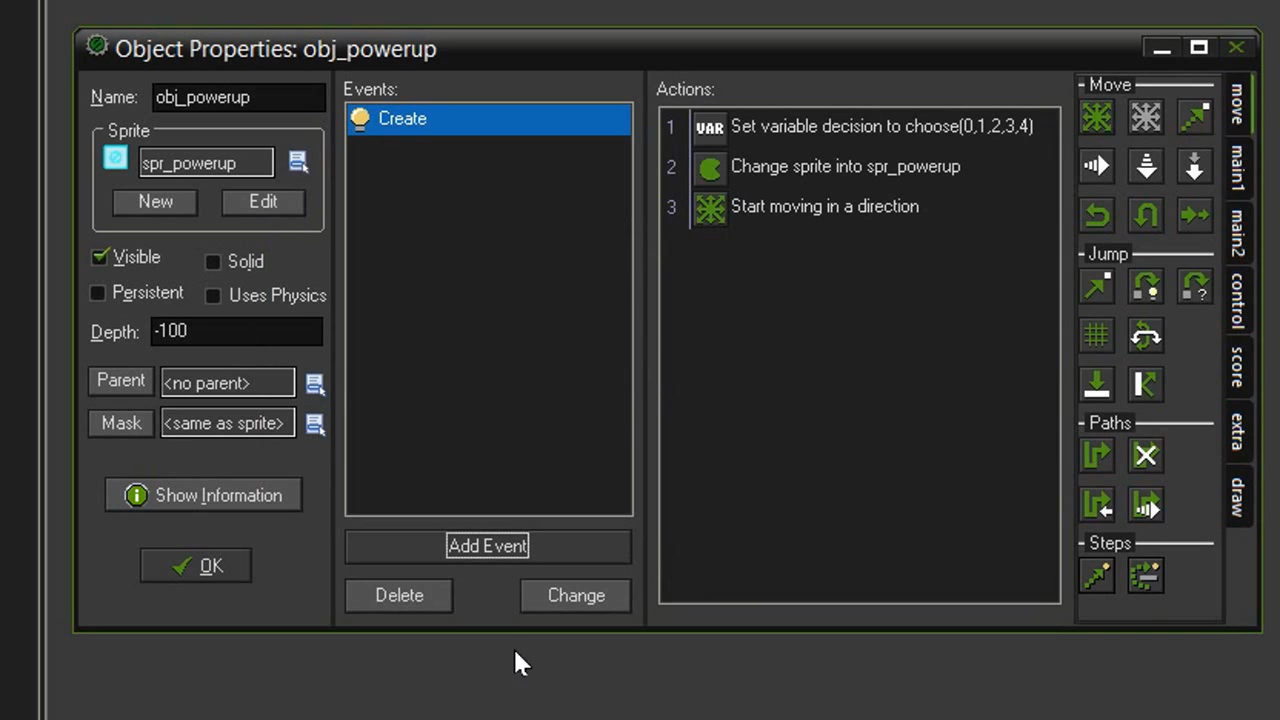 Object Properties: obj_powerup
Name: obj_powerup
Sprite
spr_powerup
New Edit
Visible Solid
Persistent Uses Physics
Depth: -100
Parent <no parent>
Mask <same as sprite>
Show Information
OK
Events:
Create
Add Event
Delete Change
Actions:
1 VAR Set variable decision to choose(0,1,2,3,4)
2 Change sprite into spr_powerup
3 Start moving in a direction
Move
Jump
?
Paths
Steps
move
main1
main2
control
score
extra
draw